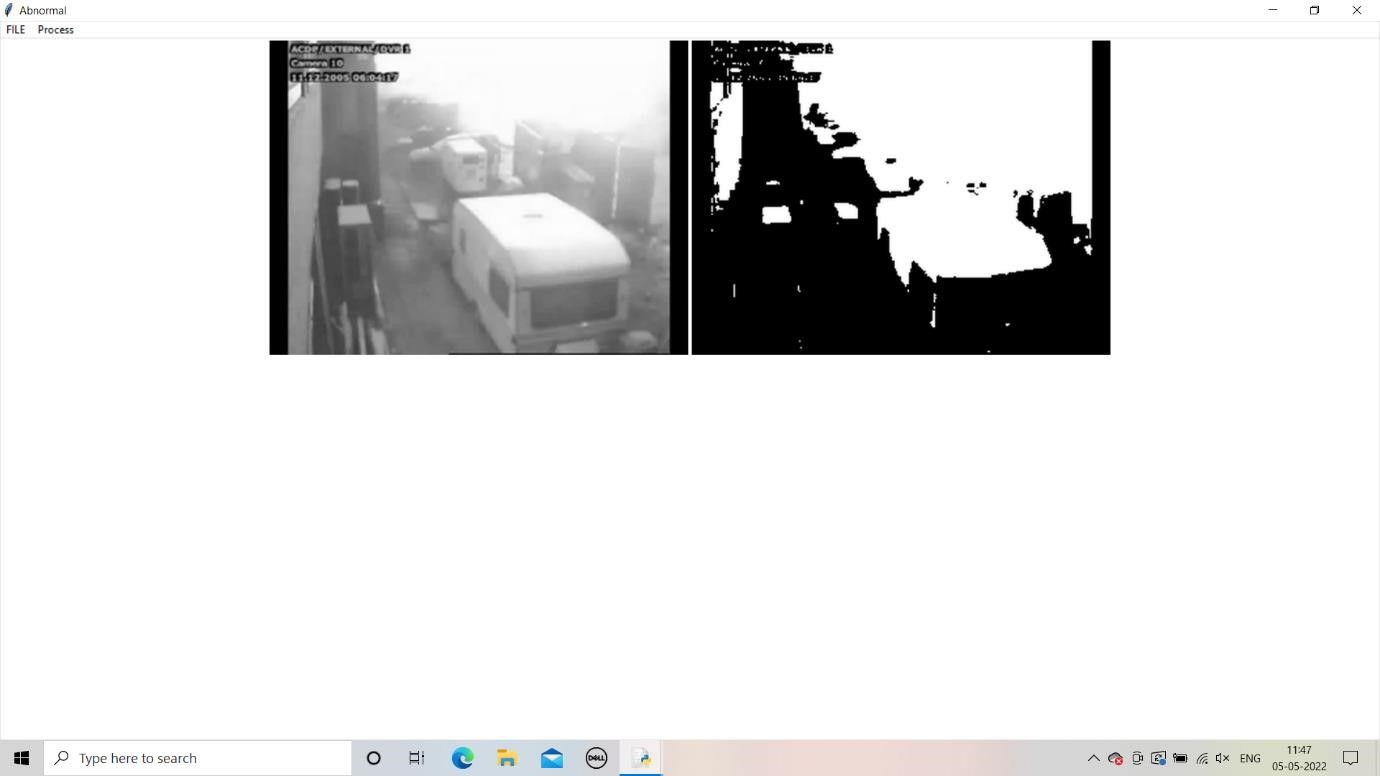 Abnormal
FILE Process
ACDP/EXTERNAL/DVR 1
Camera 10
11.12.2005 06:04:17
Type here to search
DELL
ENG
11:47
05-05-2022